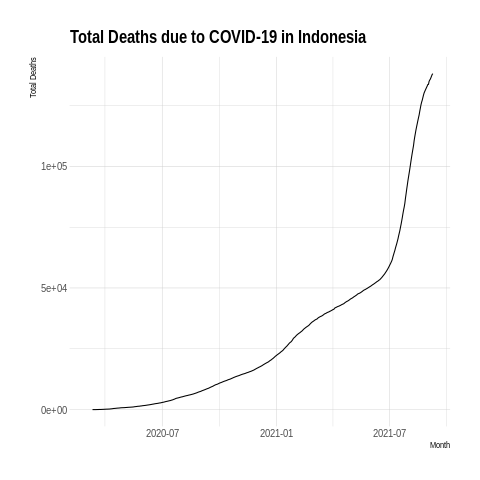 Total Deaths due to COVID-19 in Indonesia
Total Deaths
1e+05
5e+04
0e+00
2020-07
2021-01
2021-07
Month